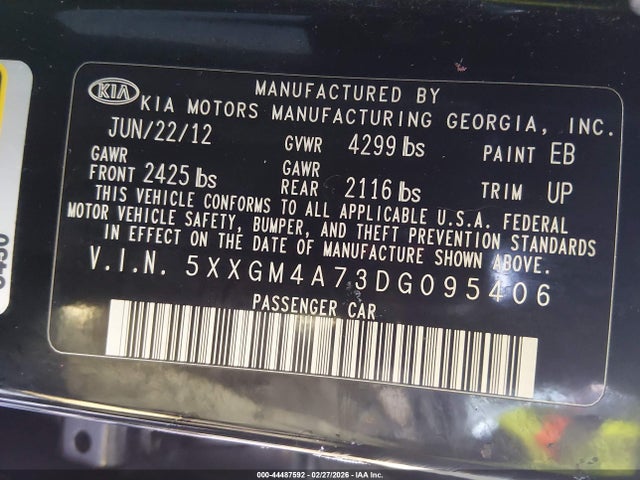 MANUFACTURED BY
KIA KIA MOTORS MANUFACTURING GEORGIA, INC.
JUN/22/12 GVWR 4299 lbs PAINT EB
GAWR FRONT 2425 lbs GAWR REAR 2116 lbs TRIM UP
THIS VEHICLE CONFORMS TO ALL APPLICABLE U.S.A. FEDERAL
MOTOR VEHICLE SAFETY, BUMPER, AND THEFT PREVENTION STANDARDS
IN EFFECT ON THE DATE OF MANUFACTURE SHOWN ABOVE.
V.I.N. 5XXGM4A73DG095406
PASSENGER CAR
000-44487592 - 02/27/2026 - IAA Inc.